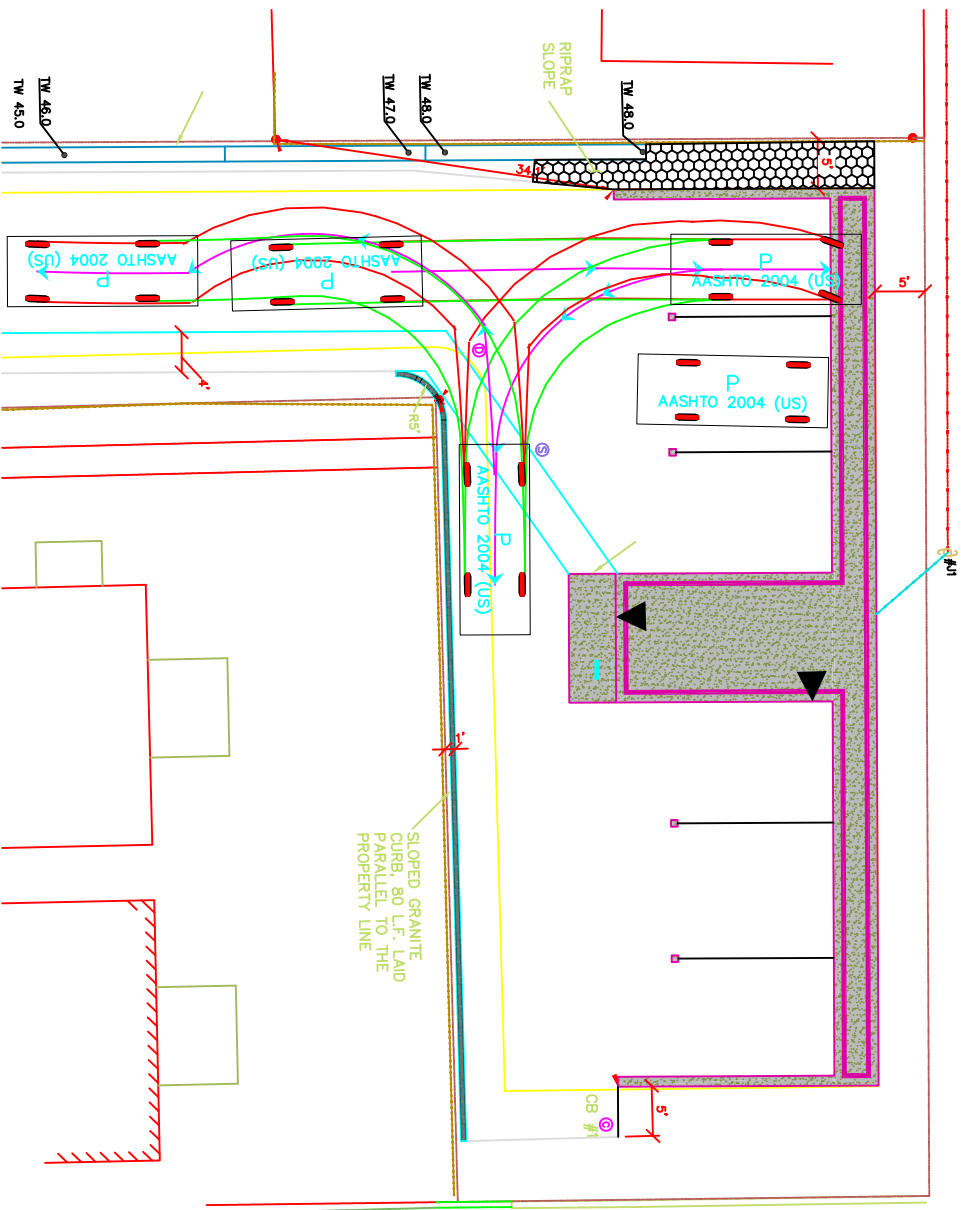 RIPRAP
SLOPE
TW 48.0
TW 48.0
TW 47.0
TW 46.0
TW 45.0
5'
34.1'
5'
P
AASHTO 2004 (US)
P
AASHTO 2004 (US)
P
AASHTO 2004 (US)
P
AASHTO 2004 (US)
P
AASHTO 2004 (US)
4'
R5'
D
S
#J1
1'
SLOPED GRANITE
CURB, 80 L.F. LAID
PARALLEL TO THE
PROPERTY LINE
CB #1
C
5'